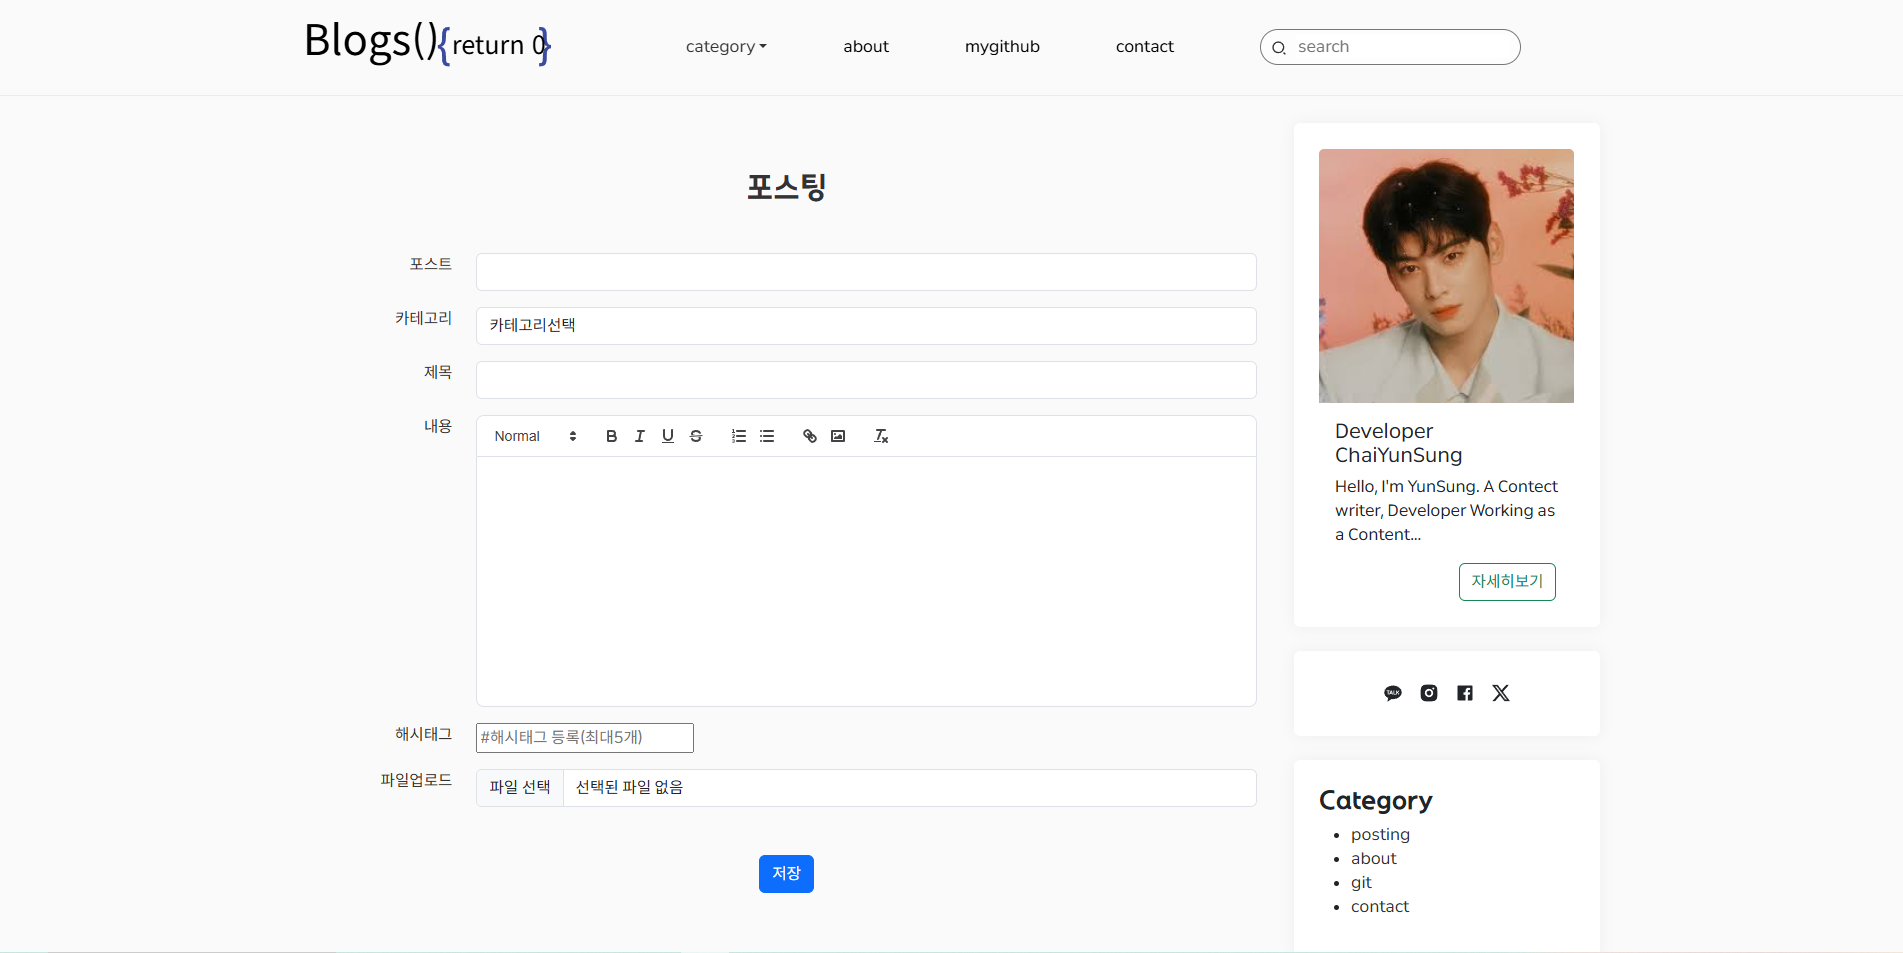 Blogs(){return 0}
category
about
mygithub
contact
search
포스팅
포스트
카테고리
카테고리선택
제목
내용
Normal
해시태그
#해시태그 등록(최대5개)
파일업로드
파일 선택
선택된 파일 없음
저장
Developer
ChaiYunSung
Hello, I'm YunSung. A Contect
writer, Developer Working as
a Content...
자세히보기
TALK
Category
posting
about
git
contact